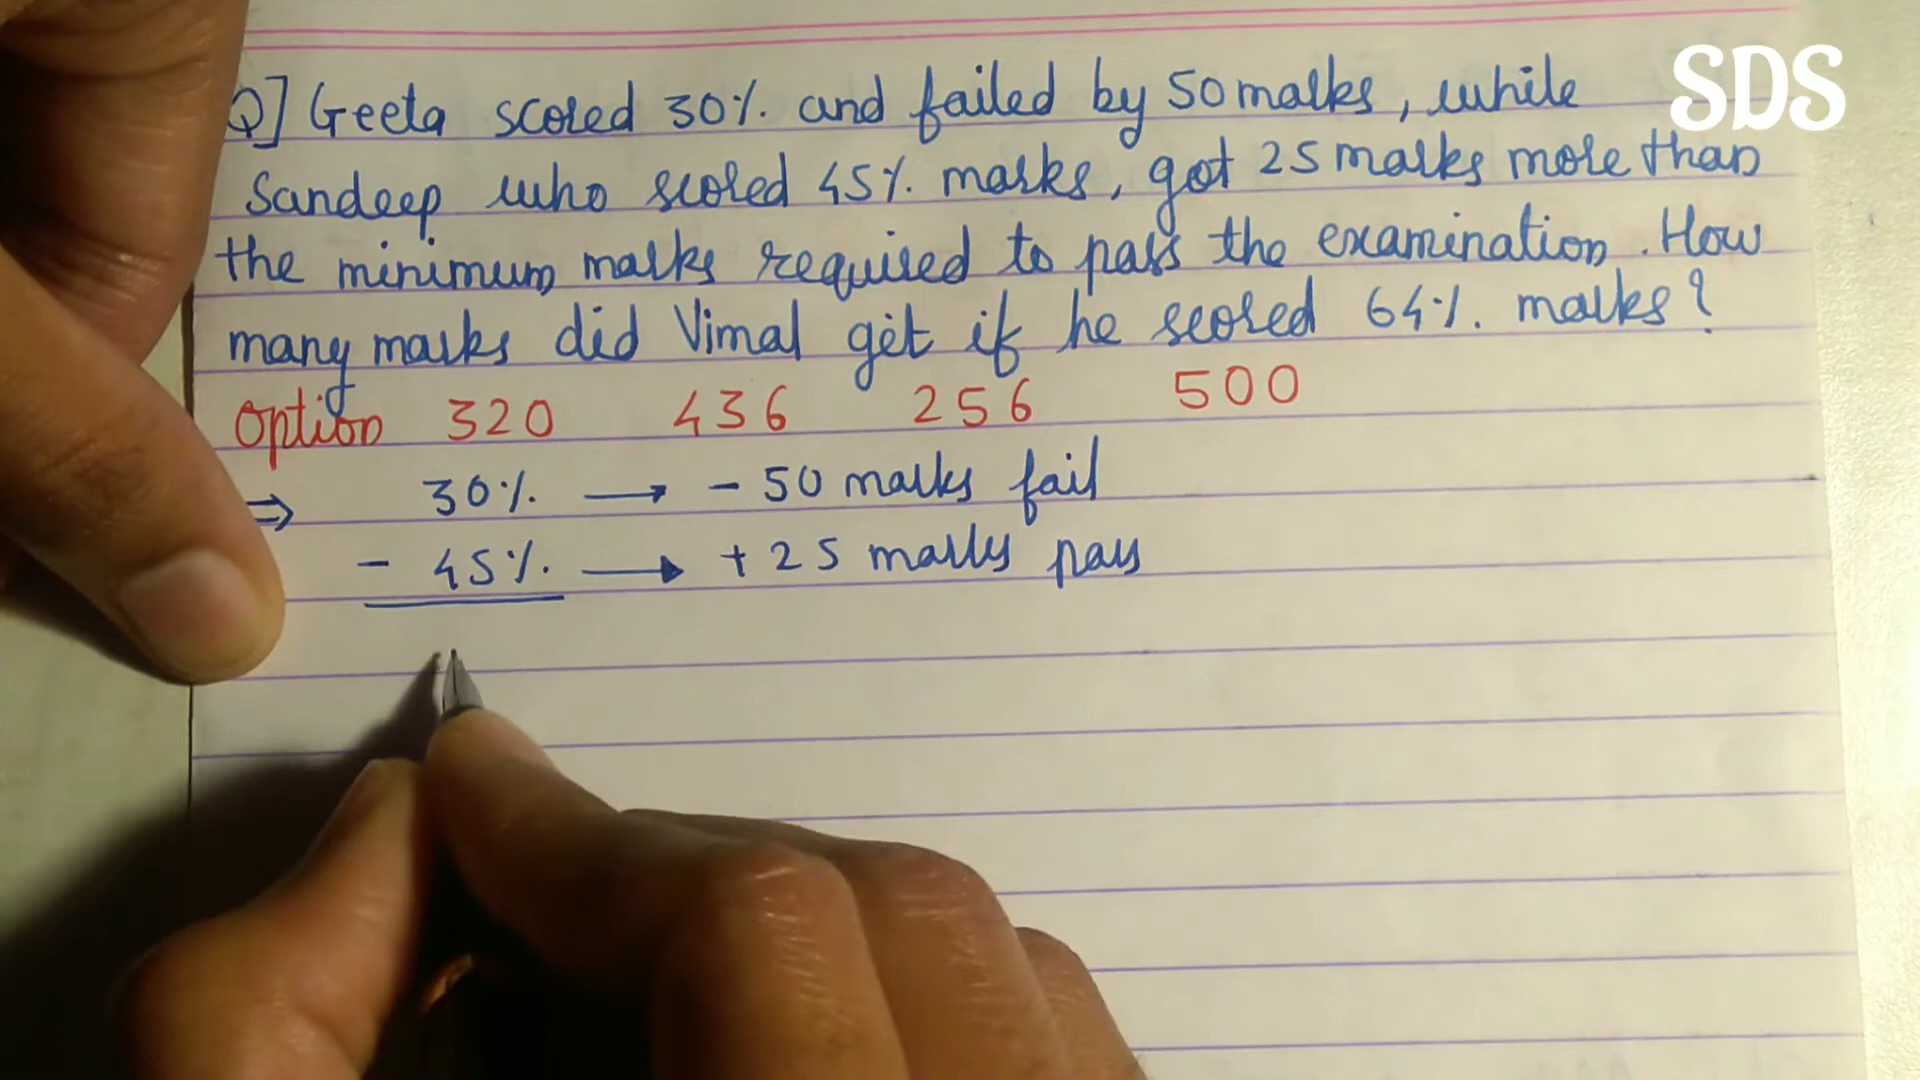 SDS
Q] Geeta scored 30%. and failed by 50 marks, while
Sandeep who scored 45%. marks, got 25 marks more than
the minimum marks required to pass the examination. How
many marks did Vimal get if he scored 64%. marks?
option 320 436 256 500
⇒ 30%. → - 50 marks fail
- 45%. → + 25 marks pass